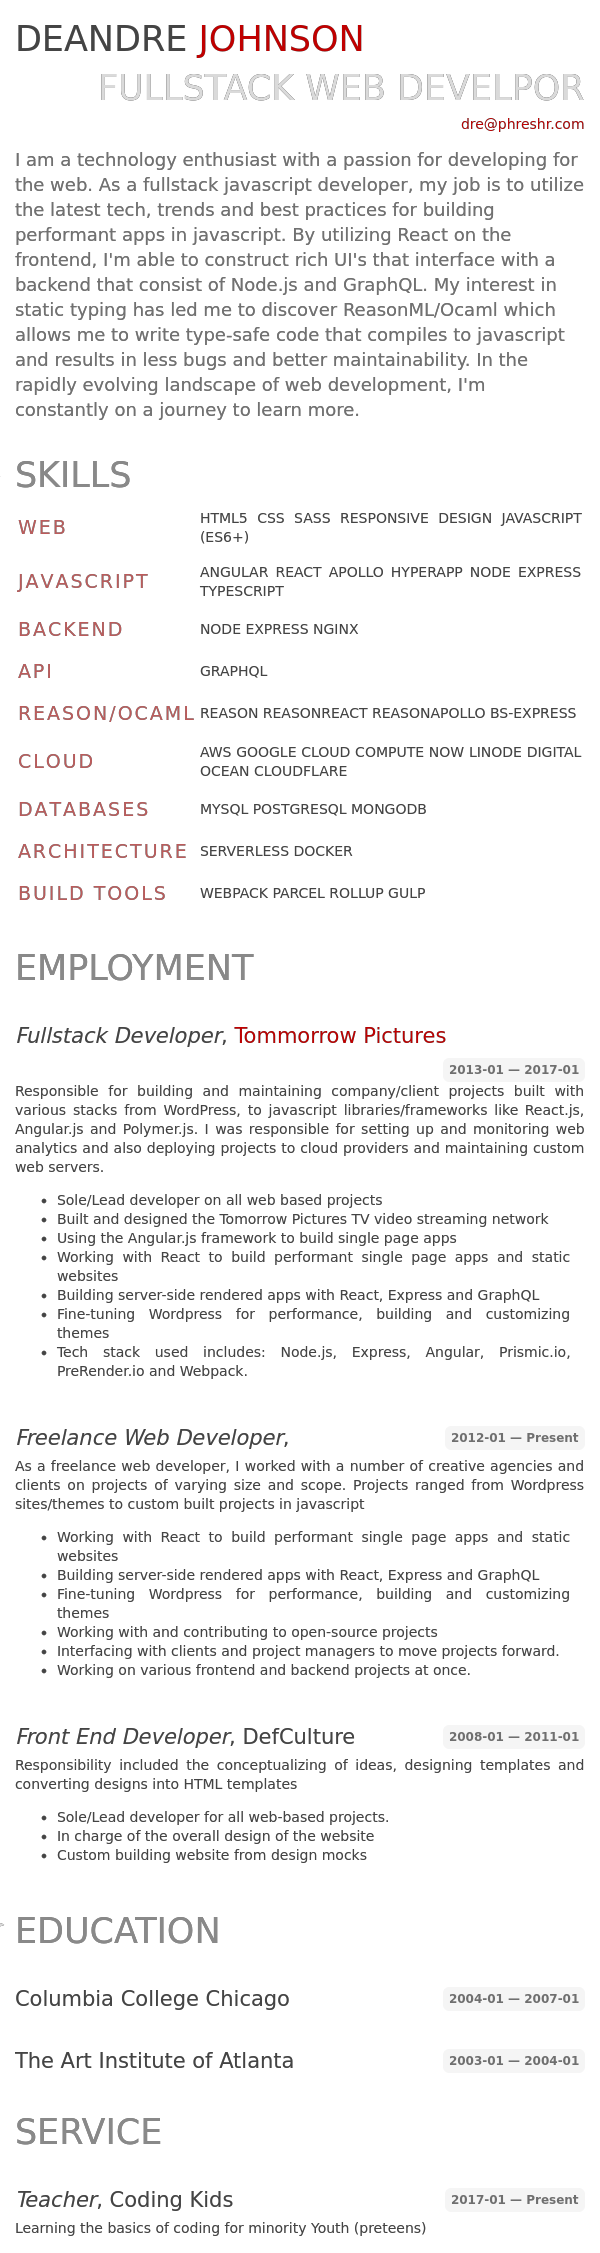 DEANDRE JOHNSON
FULLSTACK WEB DEVELPOR
dre@phreshr.com
I am a technology enthusiast with a passion for developing for
the web. As a fullstack javascript developer, my job is to utilize
the latest tech, trends and best practices for building
performant apps in javascript. By utilizing React on the
frontend, I'm able to construct rich UI's that interface with a
backend that consist of Node.js and GraphQL. My interest in
static typing has led me to discover ReasonML/Ocaml which
allows me to write type-safe code that compiles to javascript
and results in less bugs and better maintainability. In the
rapidly evolving landscape of web development, I'm
constantly on a journey to learn more.
SKILLS
WEB HTML5 CSS SASS RESPONSIVE DESIGN JAVASCRIPT
(ES6+)
JAVASCRIPT ANGULAR REACT APOLLO HYPERAPP NODE EXPRESS
TYPESCRIPT
BACKEND NODE EXPRESS NGINX
API GRAPHQL
REASON/OCAML REASON REASONREACT REASONAPOLLO BS-EXPRESS
CLOUD AWS GOOGLE CLOUD COMPUTE NOW LINODE DIGITAL
OCEAN CLOUDFLARE
DATABASES MYSQL POSTGRESQL MONGODB
ARCHITECTURE SERVERLESS DOCKER
BUILD TOOLS WEBPACK PARCEL ROLLUP GULP
EMPLOYMENT
Fullstack Developer, Tommorrow Pictures
2013-01 — 2017-01
Responsible for building and maintaining company/client projects built with
various stacks from WordPress, to javascript libraries/frameworks like React.js,
Angular.js and Polymer.js. I was responsible for setting up and monitoring web
analytics and also deploying projects to cloud providers and maintaining custom
web servers.
• Sole/Lead developer on all web based projects
• Built and designed the Tomorrow Pictures TV video streaming network
• Using the Angular.js framework to build single page apps
• Working with React to build performant single page apps and static
websites
• Building server-side rendered apps with React, Express and GraphQL
• Fine-tuning Wordpress for performance, building and customizing
themes
• Tech stack used includes: Node.js, Express, Angular, Prismic.io,
PreRender.io and Webpack.
Freelance Web Developer, 2012-01 — Present
As a freelance web developer, I worked with a number of creative agencies and
clients on projects of varying size and scope. Projects ranged from Wordpress
sites/themes to custom built projects in javascript
• Working with React to build performant single page apps and static
websites
• Building server-side rendered apps with React, Express and GraphQL
• Fine-tuning Wordpress for performance, building and customizing
themes
• Working with and contributing to open-source projects
• Interfacing with clients and project managers to move projects forward.
• Working on various frontend and backend projects at once.
Front End Developer, DefCulture 2008-01 — 2011-01
Responsibility included the conceptualizing of ideas, designing templates and
converting designs into HTML templates
• Sole/Lead developer for all web-based projects.
• In charge of the overall design of the website
• Custom building website from design mocks
EDUCATION
Columbia College Chicago 2004-01 — 2007-01
The Art Institute of Atlanta 2003-01 — 2004-01
SERVICE
Teacher, Coding Kids 2017-01 — Present
Learning the basics of coding for minority Youth (preteens)